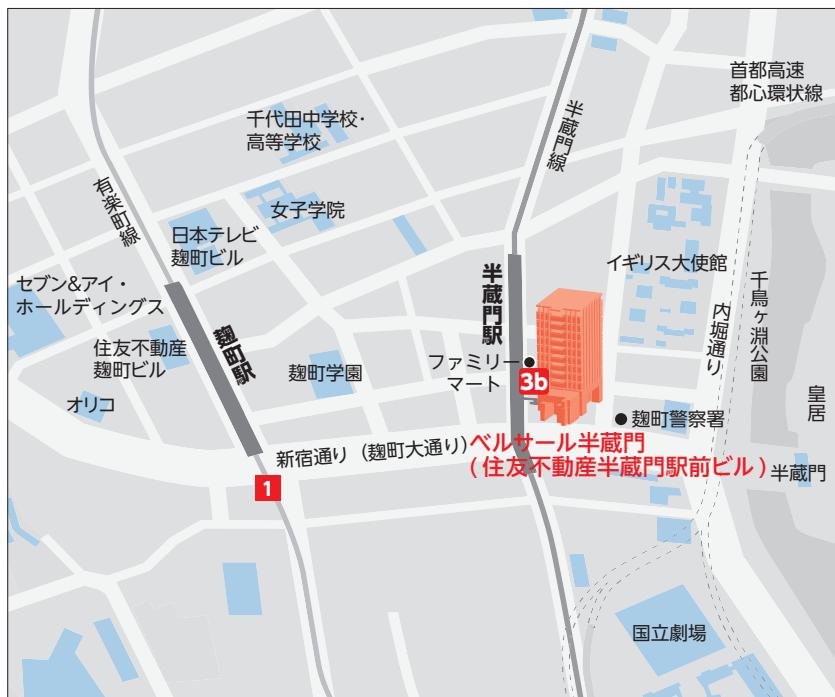 首都高速
都心環状線
千代田中学校・
高等学校
半蔵門線
有楽町線
女子学院
日本テレビ
麹町ビル
イギリス大使館
セブン&アイ・
ホールディングス
半蔵門駅
内堀通り
千鳥ヶ淵公園
住友不動産
麹町ビル
麹町駅
麹町学園
ファミリー
マート
3b
皇居
オリコ
麹町警察署
新宿通り（麹町大通り）
ベルサール半蔵門
(住友不動産半蔵門駅前ビル)
半蔵門
1
国立劇場